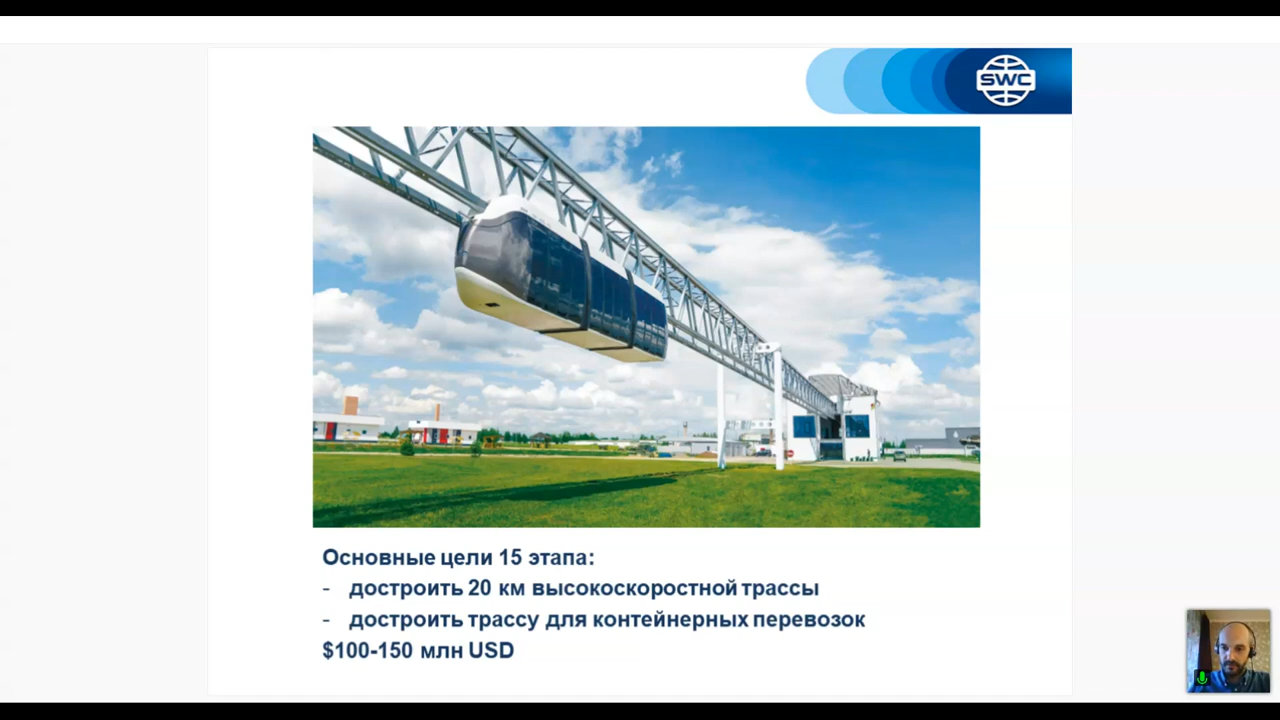 SWC
Основные цели 15 этапа:
- достроить 20 км высокоскоростной трассы
- достроить трассу для контейнерных перевозок
$100-150 млн USD